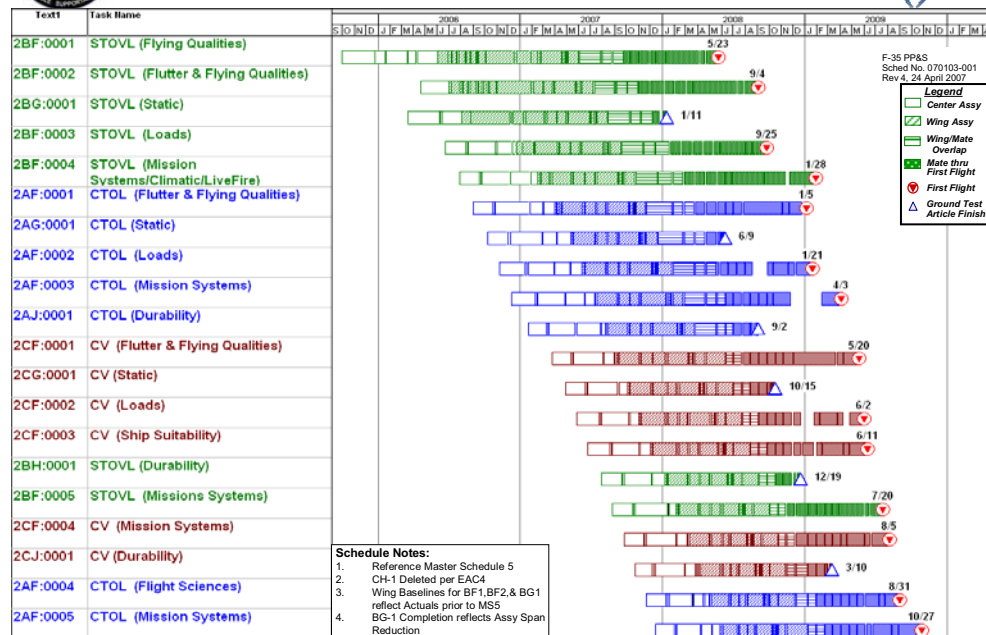 SUPPORT
Text1 Task Name
2006 2007 2008 2009
S O N D J F M A M J J A S O N D J F M A M J J A S O N D J F M A M J J A S O N D J F M A M J J A S O N D J F M A
2BF:0001 STOVL (Flying Qualities) 5/23
F-35 PP&S
Sched No. 070103-001
Rev 4, 24 April 2007
2BF:0002 STOVL (Flutter & Flying Qualities) 9/4
Legend
Center Assy
Wing Assy
Wing/Mate
Overlap
Mate thru
First Flight
First Flight
Ground Test
Article Finish
2BG:0001 STOVL (Static) 1/11
2BF:0003 STOVL (Loads) 9/25
2BF:0004 STOVL (Mission
Systems/Climatic/LiveFire) 1/28
2AF:0001 CTOL (Flutter & Flying Qualities) 1/5
2AG:0001 CTOL (Static) 6/9
2AF:0002 CTOL (Loads) 1/21
2AF:0003 CTOL (Mission Systems) 4/3
2AJ:0001 CTOL (Durability) 9/2
2CF:0001 CV (Flutter & Flying Qualities) 5/20
2CG:0001 CV (Static) 10/15
2CF:0002 CV (Loads) 6/2
2CF:0003 CV (Ship Suitability) 6/11
2BH:0001 STOVL (Durability) 12/19
2BF:0005 STOVL (Missions Systems) 7/20
2CF:0004 CV (Mission Systems) 8/5
2CJ:0001 CV (Durability) 3/10
2AF:0004 CTOL (Flight Sciences) 8/31
2AF:0005 CTOL (Mission Systems) 10/27
Schedule Notes:
1. Reference Master Schedule 5
2. CH-1 Deleted per EAC4
3. Wing Baselines for BF1,BF2,& BG1
reflect Actuals prior to MS5
4. BG-1 Completion reflects Assy Span
Reduction